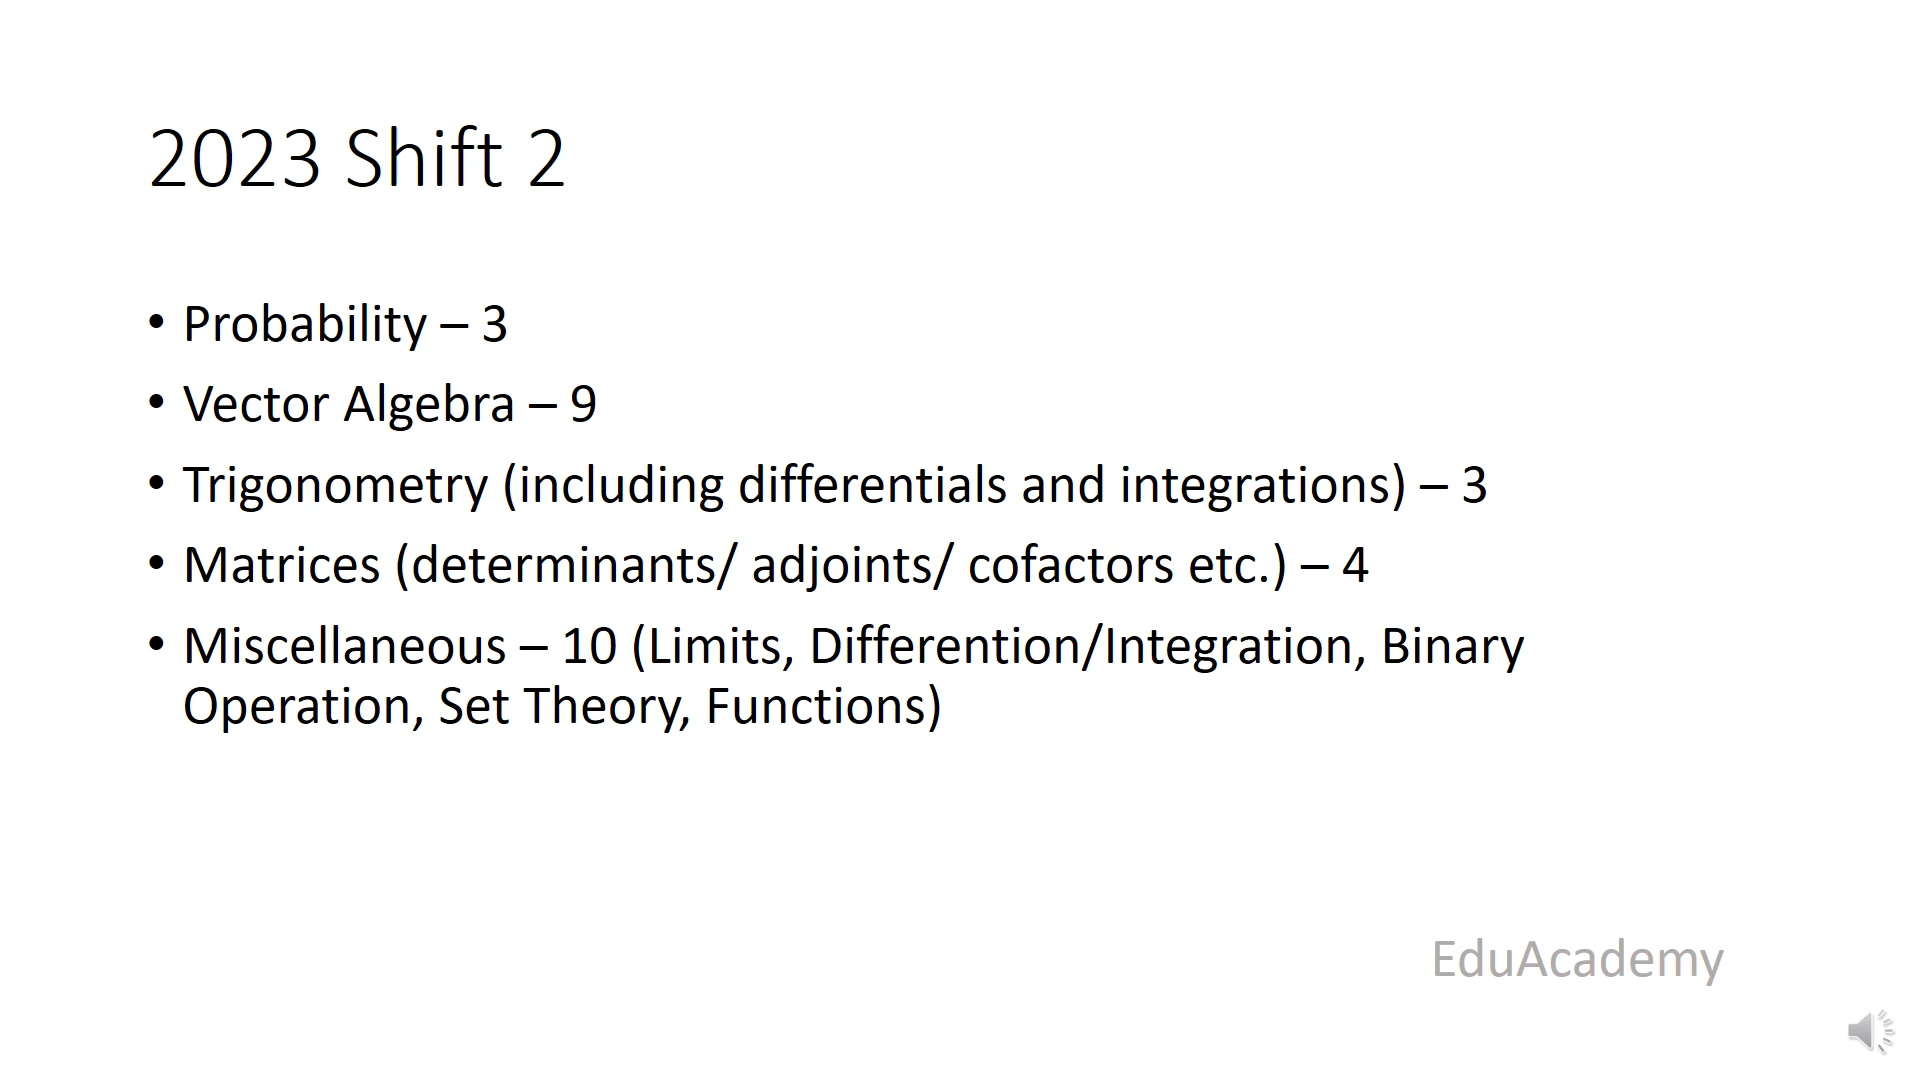 2023 Shift 2
• Probability – 3
• Vector Algebra – 9
• Trigonometry (including differentials and integrations) – 3
• Matrices (determinants/ adjoints/ cofactors etc.) – 4
• Miscellaneous – 10 (Limits, Differention/Integration, Binary
Operation, Set Theory, Functions)
EduAcademy